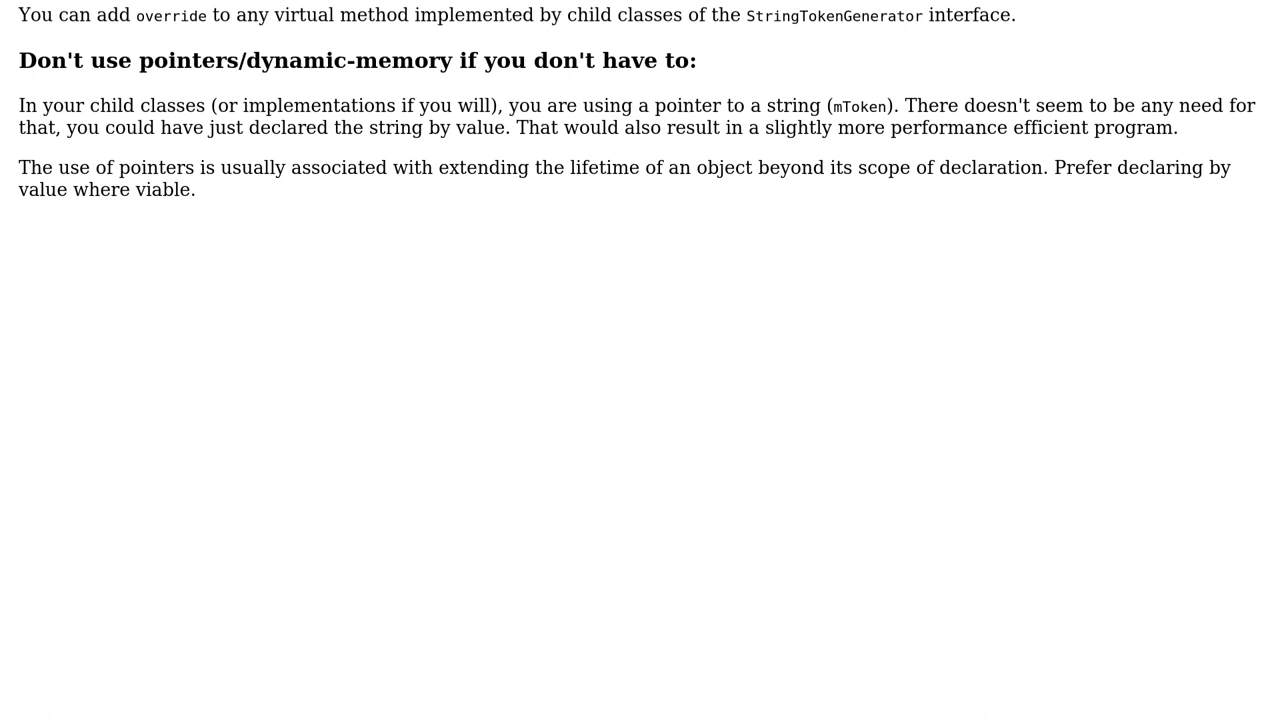 You can add override to any virtual method implemented by child classes of the StringTokenGenerator interface.
Don't use pointers/dynamic-memory if you don't have to:
In your child classes (or implementations if you will), you are using a pointer to a string (mToken). There doesn't seem to be any need for
that, you could have just declared the string by value. That would also result in a slightly more performance efficient program.
The use of pointers is usually associated with extending the lifetime of an object beyond its scope of declaration. Prefer declaring by
value where viable.